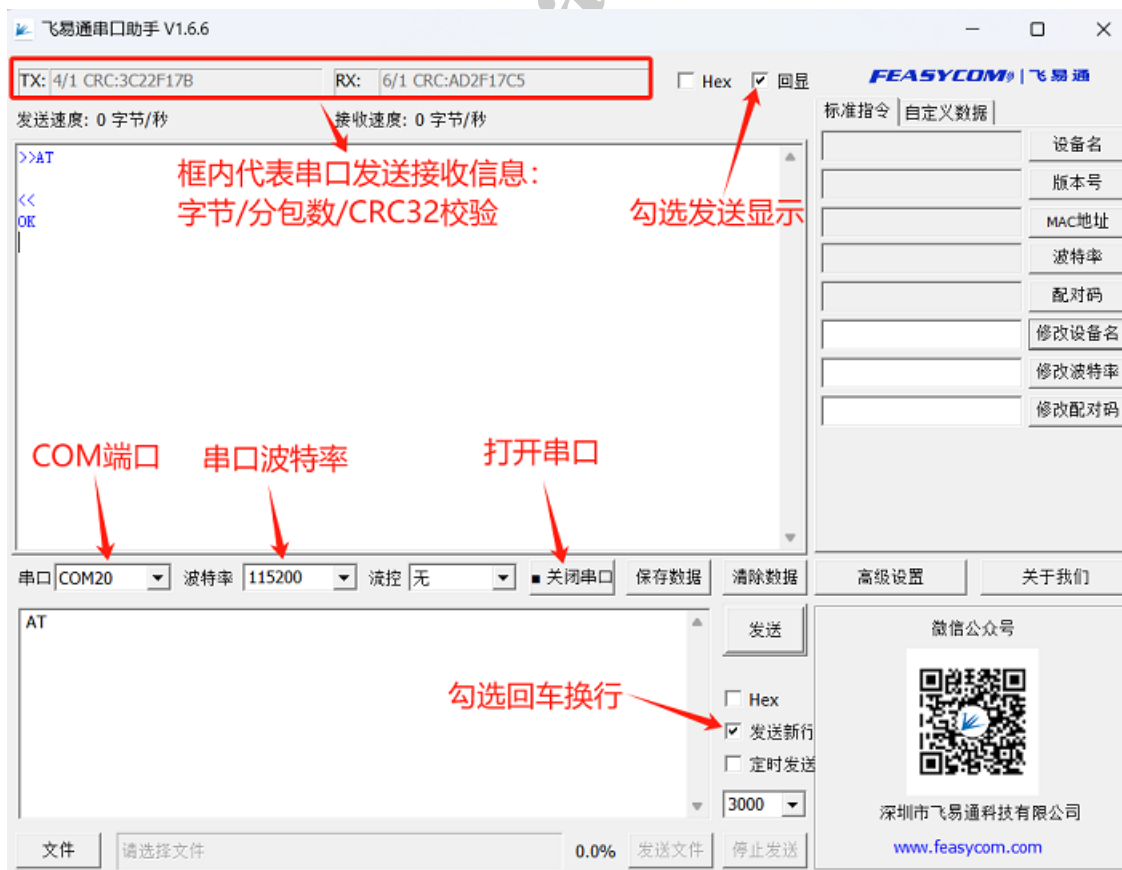 飞易通串口助手 V1.6.6
TX: 4/1 CRC:3C22F17B RX: 6/1 CRC:AD2F17C5 Hex 回显
FEASYCOM | 飞易通
发送速度: 0 字节/秒 接收速度: 0 字节/秒
标准指令 自定义数据
>>AT
<<
OK
框内代表串口发送接收信息:
字节/分包数/CRC32校验
勾选发送显示
设备名
版本号
MAC地址
波特率
配对码
修改设备名
修改波特率
修改配对码
COM端口 串口波特率 打开串口
串口 COM20 波特率 115200 流控 无 ■ 关闭串口 保存数据 清除数据 高级设置 关于我们
AT
发送
勾选回车换行
Hex
发送新行
定时发送
3000
微信公众号
深圳市飞易通科技有限公司
www.feasycom.com
文件 请选择文件 0.0% 发送文件 停止发送